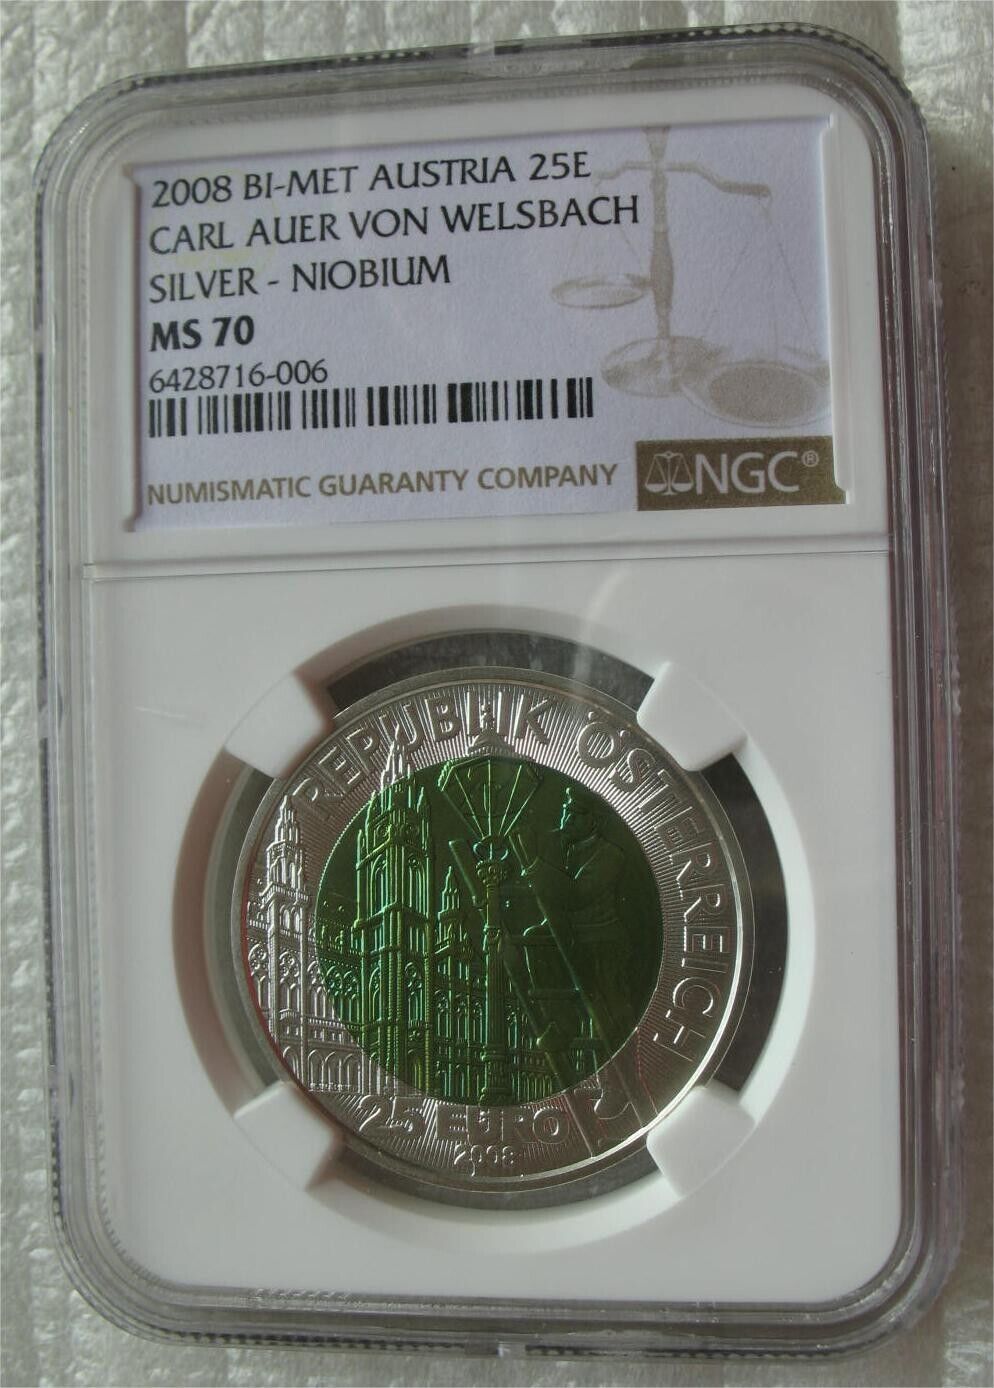 2008 BI-MET AUSTRIA 25E
CARL AUER VON WELSBACH
SILVER - NIOBIUM
MS 70
6428716-006
NUMISMATIC GUARANTY COMPANY
NGC®
REPUBLIK ÖSTERREICH
25 EURO
2008